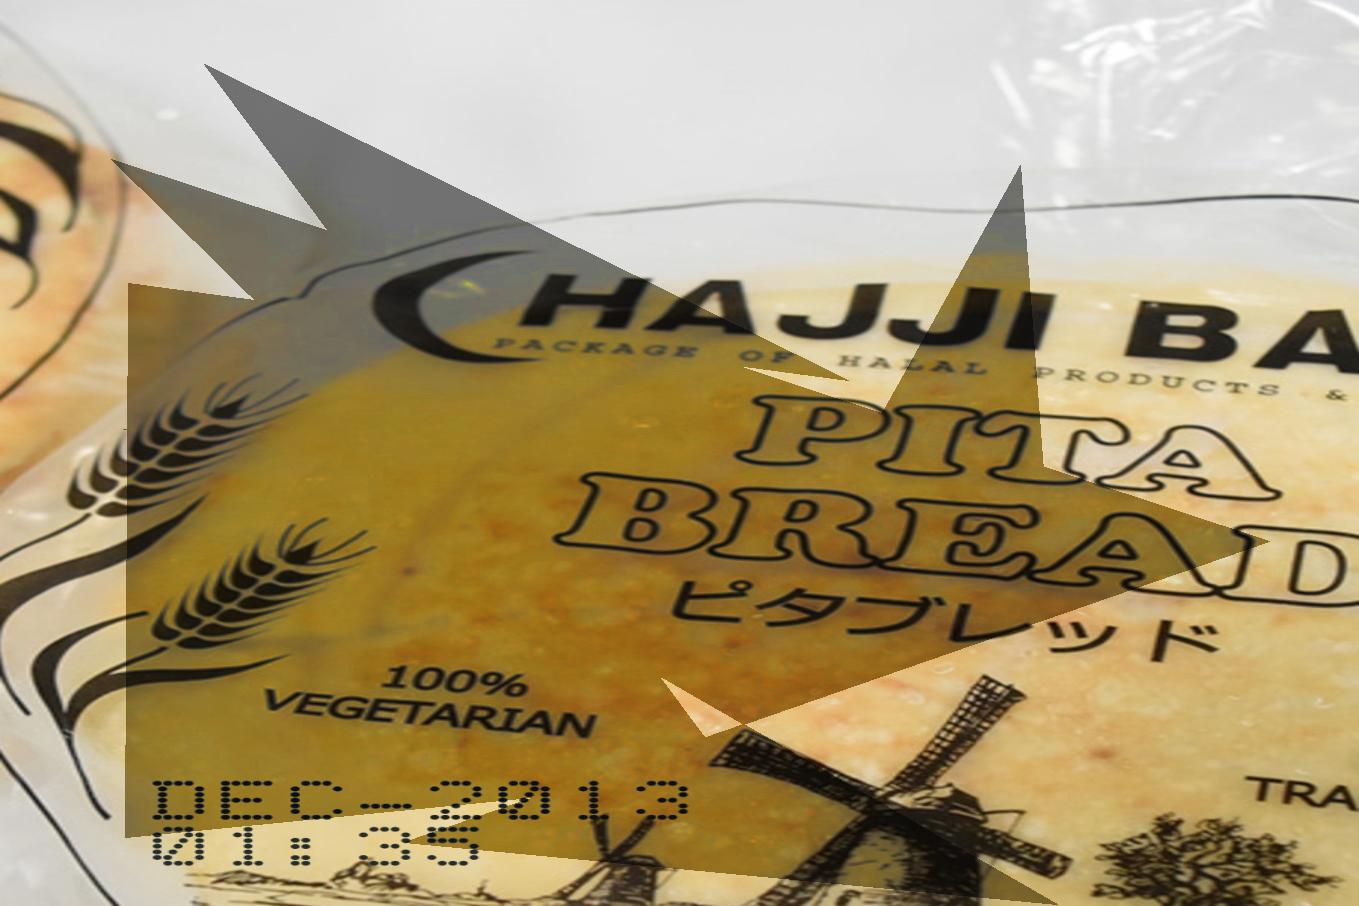 HAJJI BA
PACKAGE OF HALAL PRODUCTS &
PITA
BREAD
ピタブレッド
100%
VEGETARIAN
TRA
DEC-2013
01:35